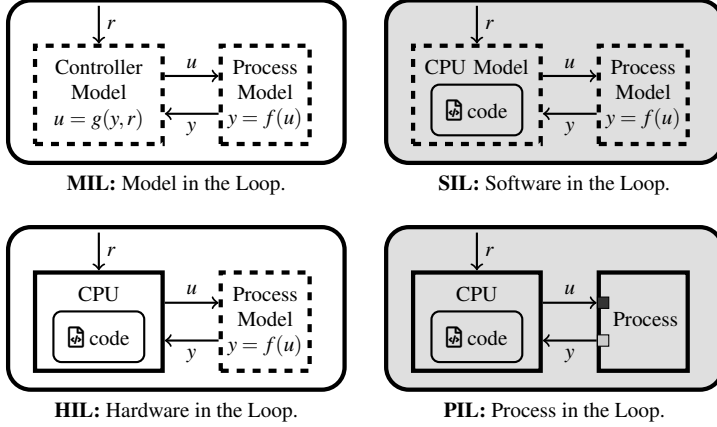 r
Controller
Model
u = g(y,r)
u
y
Process
Model
y = f(u)
MIL: Model in the Loop.
r
CPU Model
code
u
y
Process
Model
y = f(u)
SIL: Software in the Loop.
r
CPU
code
u
y
Process
Model
y = f(u)
HIL: Hardware in the Loop.
r
CPU
code
u
y
Process
PIL: Process in the Loop.